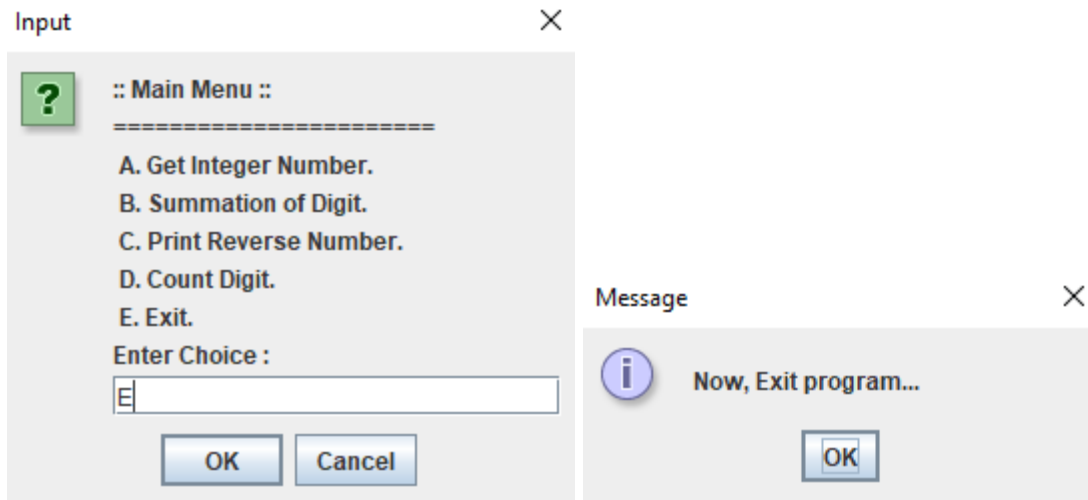 Input
:: Main Menu ::
=======================
A. Get Integer Number.
B. Summation of Digit.
C. Print Reverse Number.
D. Count Digit.
E. Exit.
Enter Choice :
E
OK Cancel
Message
Now, Exit program...
OK